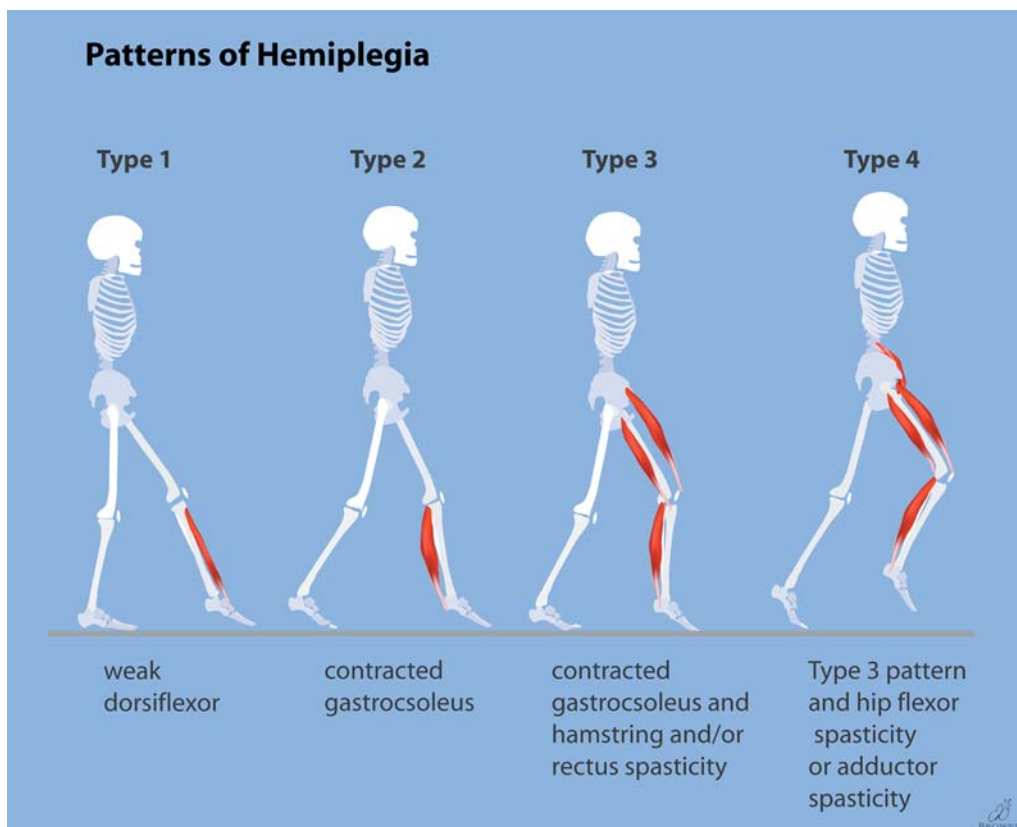 Patterns of Hemiplegia
Type 1
Type 2
Type 3
Type 4
weak
dorsiflexor
contracted
gastrocsoleus
contracted
gastrocsoleus and
hamstring and/or
rectus spasticity
Type 3 pattern
and hip flexor
spasticity
or adductor
spasticity